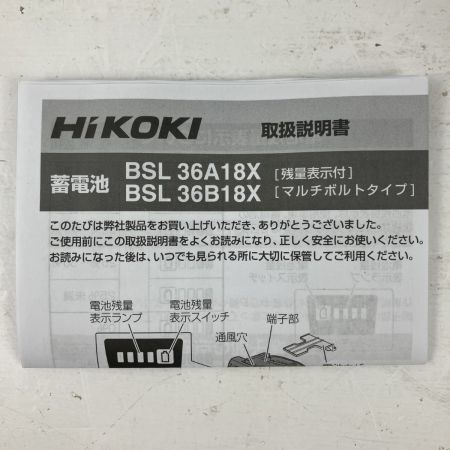 HiKOKI 取扱説明書
蓄電池 BSL 36A18X [残量表示付]
BSL 36B18X [マルチボルトタイプ]
このたびは弊社製品をお買い上げいただき、ありがとうございました。
ご使用前にこの取扱説明書をよくお読みになり、正しく安全にお使いください。
お読みになった後は、いつでも見られる所に大切に保管してご利用ください。
電池残量
表示ランプ
電池残量
表示スイッチ
通風穴
端子部